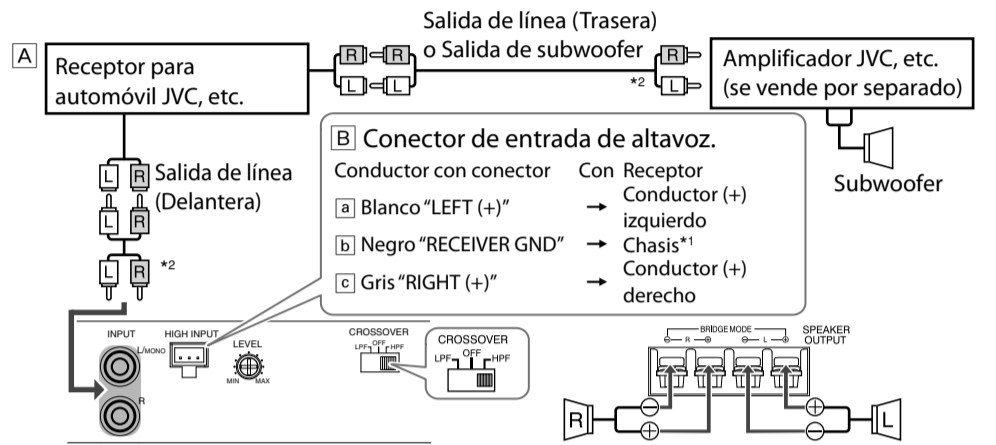 A
Receptor para
automóvil JVC, etc.
R R
L L
Salida de línea (Trasera)
o Salida de subwoofer
*2
R
L
Amplificador JVC, etc.
(se vende por separado)
Subwoofer
L R
Salida de línea
(Delantera)
L R
L R *2
B Conector de entrada de altavoz.
Conductor con conector Con Receptor
a Blanco “LEFT (+)” → Conductor (+)
izquierdo
b Negro “RECEIVER GND” → Chasis*1
c Gris “RIGHT (+)” → Conductor (+)
derecho
INPUT
L/MONO
R
HIGH INPUT
LEVEL
MIN MAX
CROSSOVER
LPF OFF HPF
CROSSOVER
LPF OFF HPF
BRIDGE MODE
⊖ R ⊕ ⊖ L ⊕
SPEAKER
OUTPUT
R ⊖ ⊕ L
⊕ ⊖